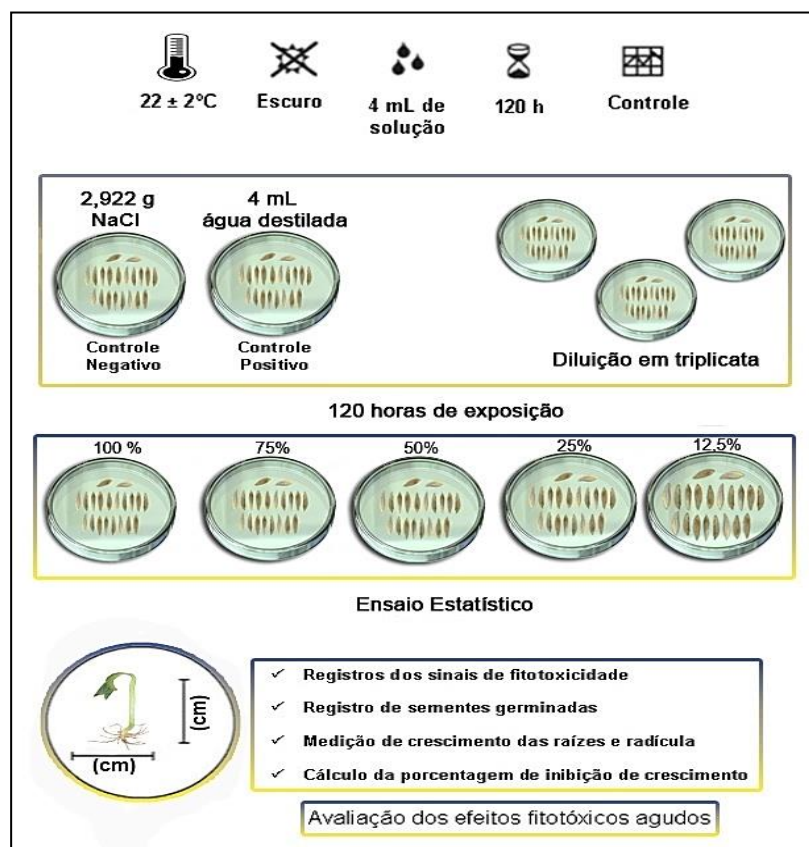 22 ± 2ºC
Escuro
4 mL de
solução
120 h
Controle
2,922 g
NaCl
4 mL
água destilada
Controle
Negativo
Controle
Positivo
Diluição em triplicata
120 horas de exposição
100 %
75%
50%
25%
12,5%
Ensaio Estatístico
(cm)
(cm)
✓ Registros dos sinais de fitotoxicidade
✓ Registro de sementes germinadas
✓ Medição de crescimento das raízes e radícula
✓ Cálculo da porcentagem de inibição de crescimento
Avaliação dos efeitos fitotóxicos agudos